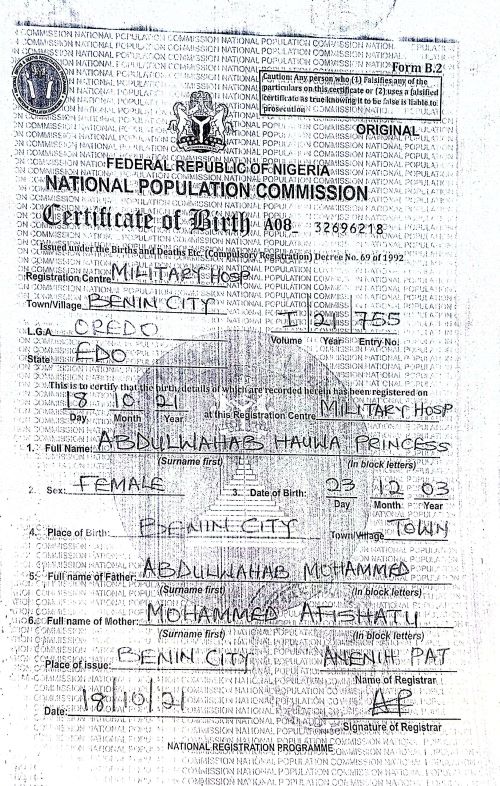 Form B.2
Caution: Any person who (1) Falsifies any of the
particulars on this certificate or (2) uses a falsified
certificate as true knowing it to be false is liable to
prosecution
ORIGINAL
FEDERAL REPUBLIC OF NIGERIA
NATIONAL POPULATION COMMISSION
Certificate of Birth A08_ 32696218
Issued under the Births and Deaths Etc. (Compulsory Registration) Decree No. 69 of 1992
Registration Centre MILITARY HOSP
Town/Village BENIN CITY
L.G.A OREDO I 21 755
Volume Year Entry No.
State EDO
This is to certify that the birth, details of which are recorded herein has been registered on
18 10 21 at this Registration Centre MILITARY HOSP
Day Month Year
1. Full Name: ABDULWAHAB HAUWA PRINCESS
(Surname first) (In block letters)
2. Sex: FEMALE 3. Date of Birth: 23 12 03
Day Month Year
4. Place of Birth: BENIN CITY Town/Village TOWN
5. Full name of Father: ABDULWAHAB MOHAMMED
(Surname first) (In block letters)
6. Full name of Mother: MOHAMMED
(Surname first) (In block letters)
Place of issue: BENIN CITY ANENIH PAT
Name of Registrar
Date: 18/10/21 AP
Signature of Registrar
NATIONAL REGISTRATION PROGRAMME